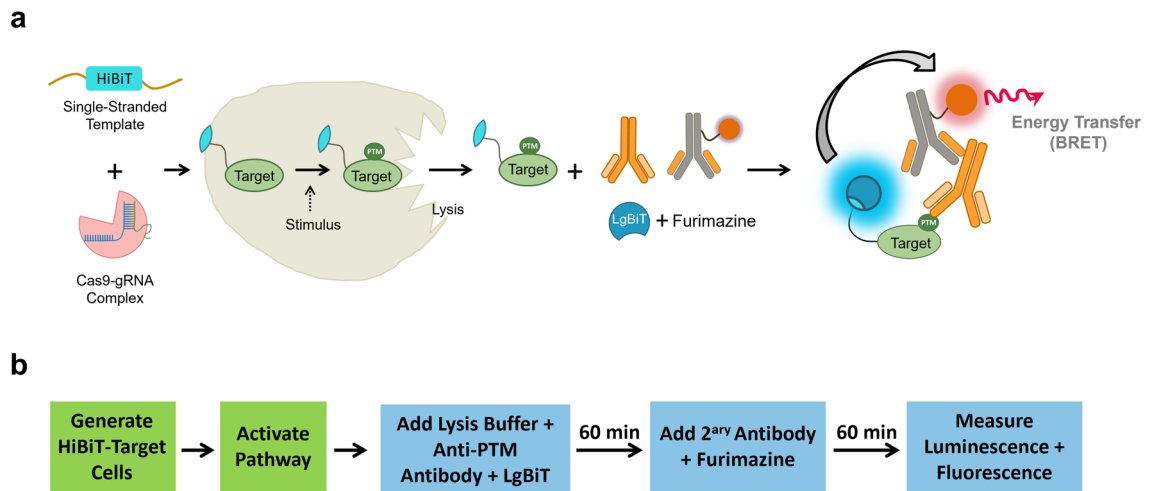 a
HiBiT
Single-Stranded
Template
+
Cas9-gRNA
Complex
Target
Stimulus
PTM
Target
Lysis
PTM
Target
+
LgBiT
+ Furimazine
Energy Transfer
(BRET)
PTM
Target
b
Generate
HiBiT-Target
Cells
Activate
Pathway
Add Lysis Buffer +
Anti-PTM
Antibody + LgBiT
60 min
Add 2ary Antibody
+ Furimazine
60 min
Measure
Luminescence +
Fluorescence